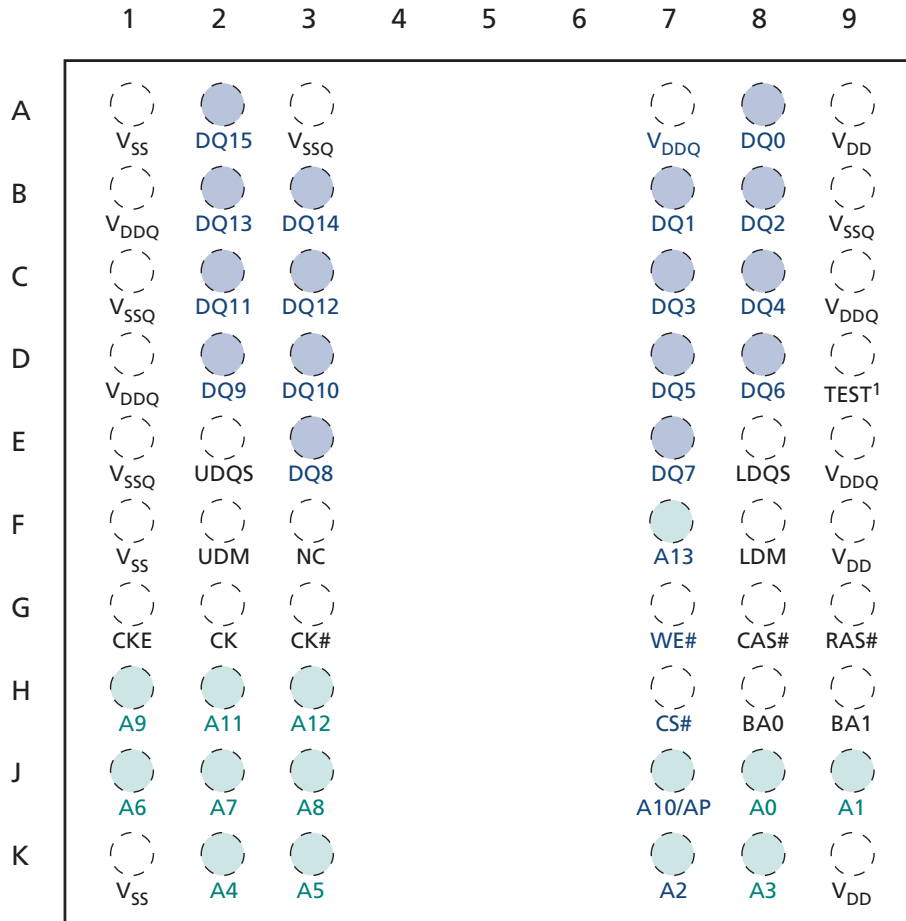 1 2 3 4 5 6 7 8 9
A
VSS DQ15 VSSQ VDDQ DQ0 VDD
B
VDDQ DQ13 DQ14 DQ1 DQ2 VSSQ
C
VSSQ DQ11 DQ12 DQ3 DQ4 VDDQ
D
VDDQ DQ9 DQ10 DQ5 DQ6 TEST1
E
VSSQ UDQS DQ8 DQ7 LDQS VDDQ
F
VSS UDM NC A13 LDM VDD
G
CKE CK CK# WE# CAS# RAS#
H
A9 A11 A12 CS# BA0 BA1
J
A6 A7 A8 A10/AP A0 A1
K
VSS A4 A5 A2 A3 VDD